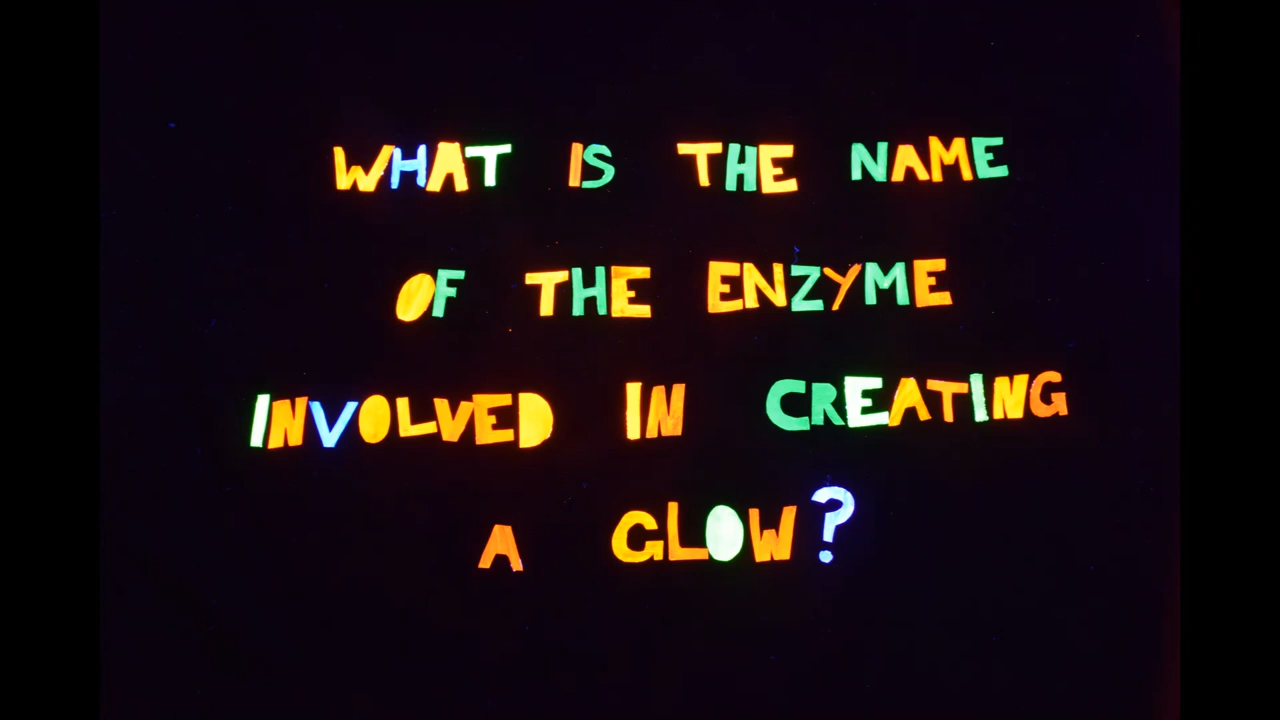 WHAT IS THE NAME
OF THE ENZYME
INVOLVED IN CREATING
A GLOW?